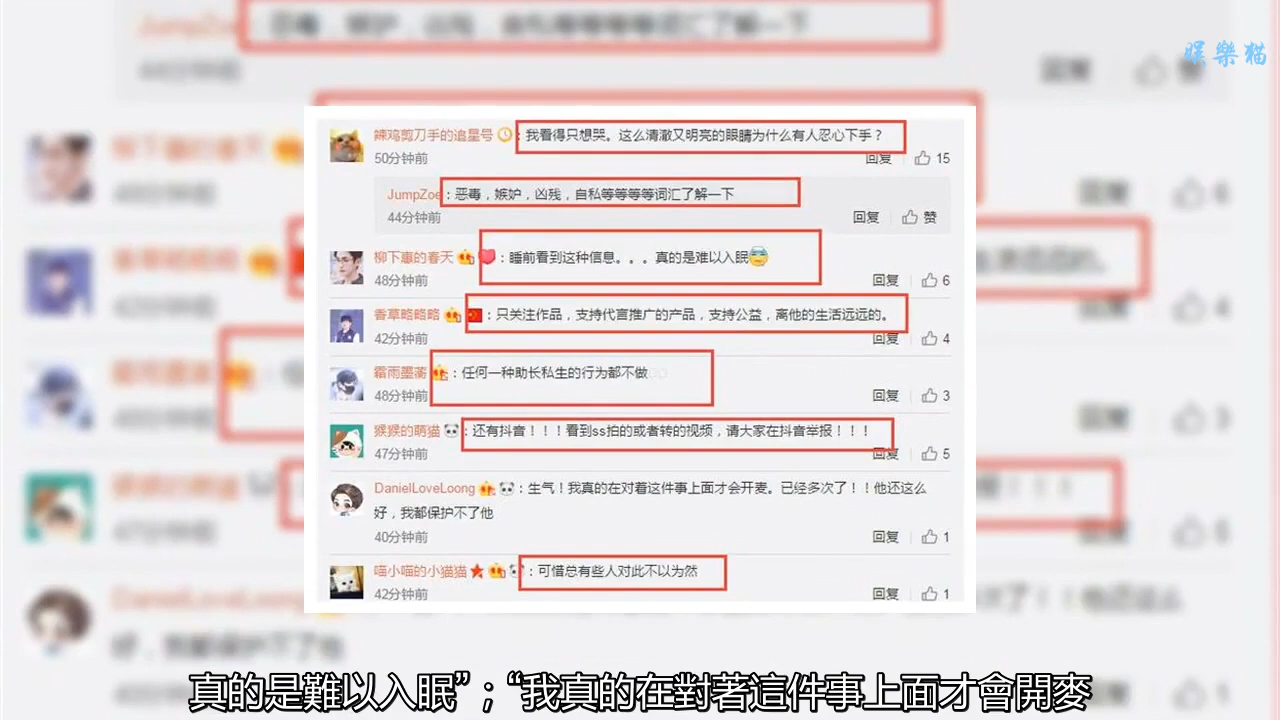 娱樂猫
辣鸡剪刀手的追星号：我看得只想哭。这么清澈又明亮的眼睛为什么有人忍心下手？
50分钟前 回复 15
JumpZoe：恶毒，嫉妒，凶残，自私等等等等词汇了解一下
44分钟前 回复 赞
柳下惠的春天：睡前看到这种信息。。。真的是难以入眠
48分钟前 回复 6
香草略略略：只关注作品，支持代言推广的产品，支持公益，离他的生活远远的。
42分钟前 回复 4
霜雨墨蒫：任何一种助长私生的行为都不做
48分钟前 回复 3
猴猴的萌猫：还有抖音！！！看到ss拍的或者转的视频，请大家在抖音举报！！！
47分钟前 回复 5
DanielLoveLoong：生气！我真的在对着这件事上面才会开麦。已经多次了！！他还这么
好，我都保护不了他
40分钟前 回复 1
喵小喵的小猫猫：可惜总有些人对此不以为然
42分钟前 回复 1
真的是難以入眠”；“我真的在對著這件事上面才會開麥